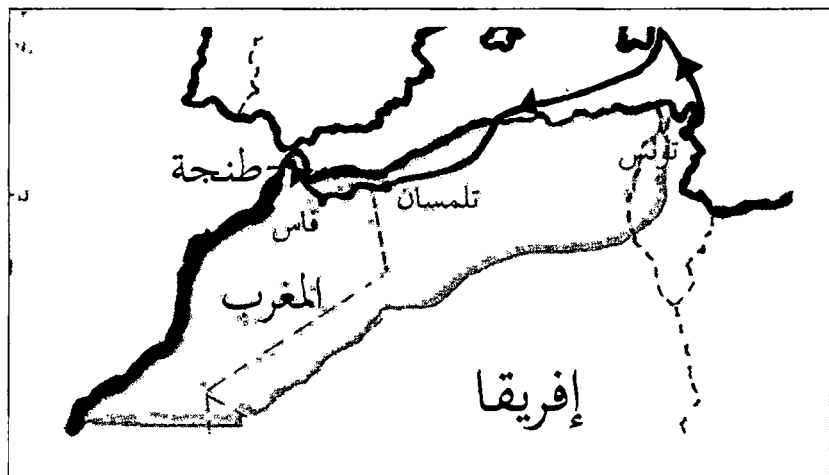 طنجة
تونس
تلمسان
فاس
المغرب
إفريقا